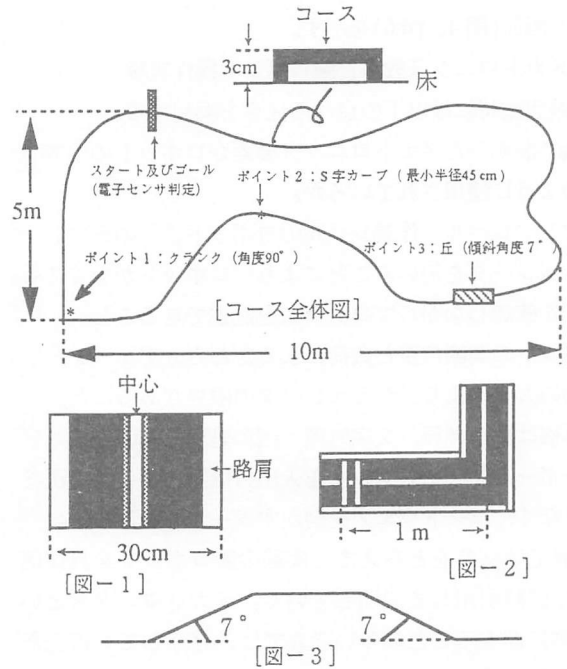 コース
3cm
床
スタート及びゴール
(電子センサ判定)
ポイント2：S字カーブ(最小半径45cm)
5m
ポイント1：クランク(角度90°)
ポイント3：丘(傾斜角度7°)
*
*
[コース全体図]
10m
中心
路肩
30cm
1m
[図－1]
[図－2]
7°
7°
[図－3]